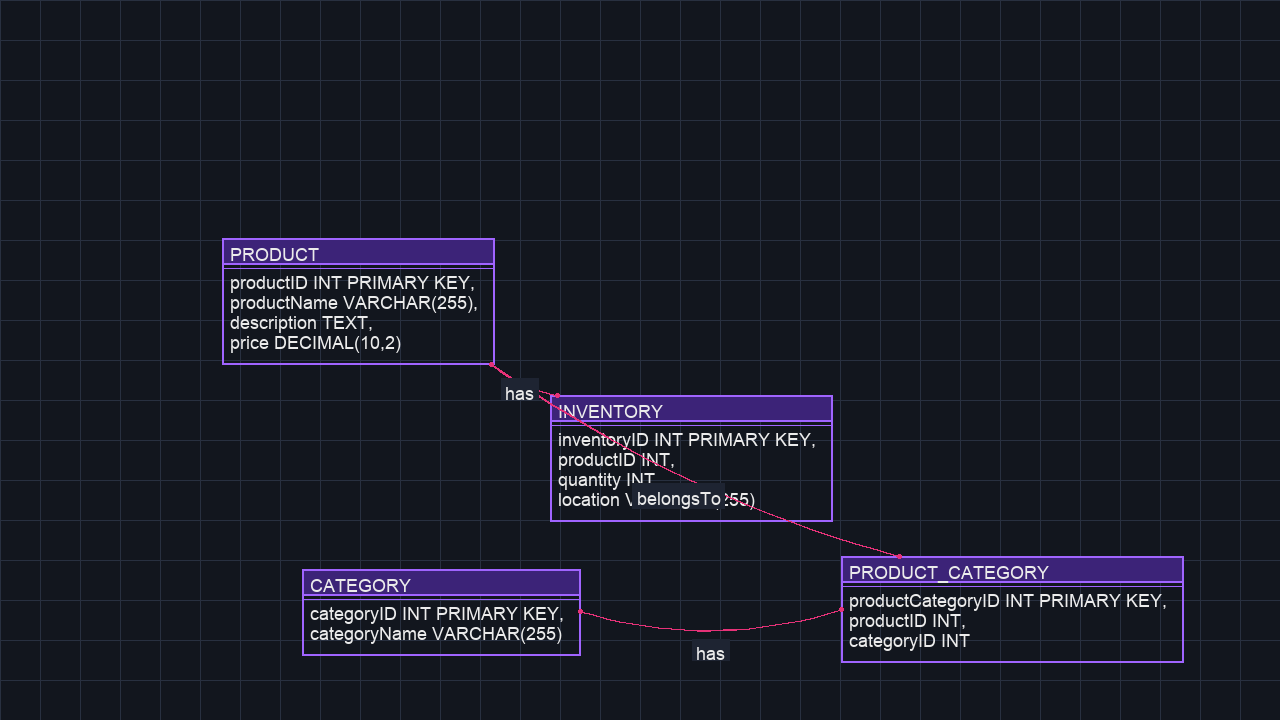 PRODUCT
productID INT PRIMARY KEY,
productName VARCHAR(255),
description TEXT,
price DECIMAL(10,2)
has
INVENTORY
inventoryID INT PRIMARY KEY,
productID INT,
quantity INT
location 255)
belongsTo
PRODUCT_CATEGORY
productCategoryID INT PRIMARY KEY,
productID INT,
categoryID INT
CATEGORY
categoryID INT PRIMARY KEY,
categoryName VARCHAR(255)
has